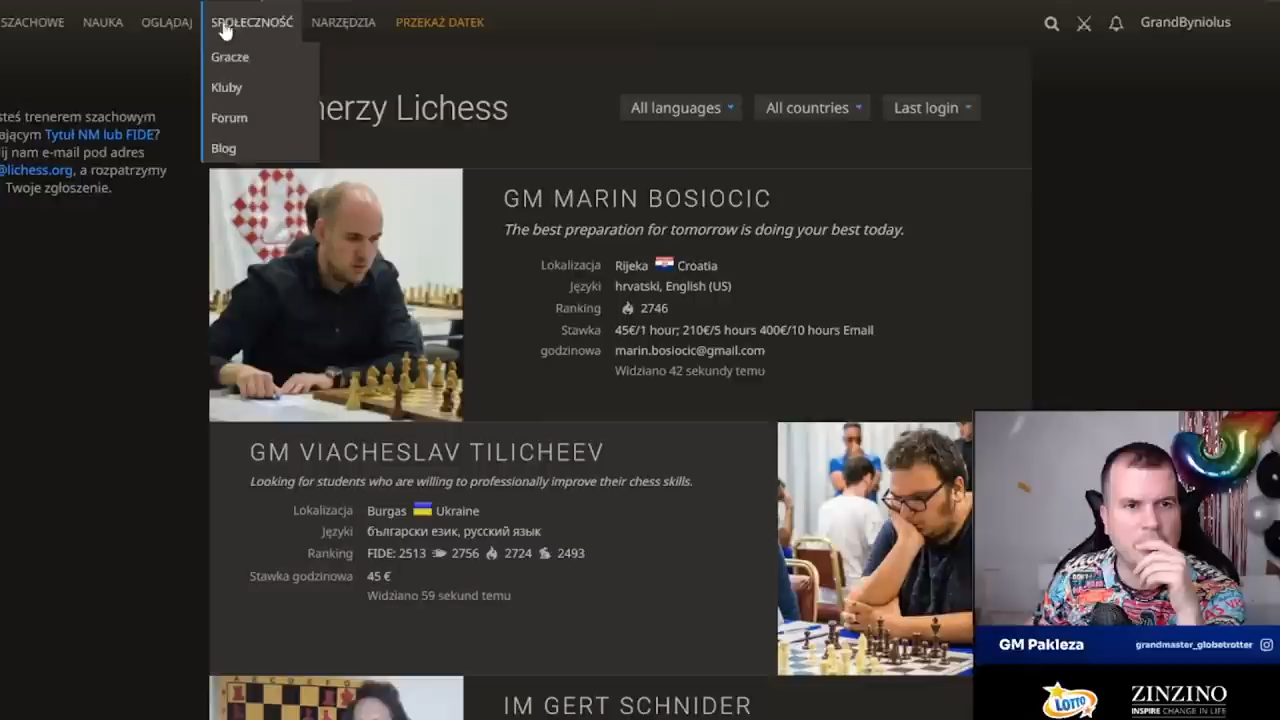 SZACHOWE NAUKA OGLĄDAJ SPOŁECZNOŚĆ NARZĘDZIA PRZEKAŻ DATEK GrandByniolus
Gracze
Kluby
Forum
Blog
nerzy Lichess
All languages All countries Last login
steś trenerem szachowym
ającym Tytuł NM lub FIDE?
ij nam e-mail pod adres
@lichess.org, a rozpatrzymy
Twoje zgłoszenie.
GM MARIN BOSIOCIC
The best preparation for tomorrow is doing your best today.
Lokalizacja Rijeka Croatia
Języki hrvatski, English (US)
Ranking 2746
Stawka godzinowa 45€/1 hour; 210€/5 hours 400€/10 hours Email
marin.bosiocic@gmail.com
Widziano 42 sekundy temu
GM VIACHESLAV TILICHEEV
Looking for students who are willing to professionally improve their chess skills.
Lokalizacja Burgas Ukraine
Języki български език, русский язык
Ranking FIDE: 2513 2756 2724 2493
Stawka godzinowa 45 €
Widziano 59 sekund temu
IM GERT SCHNIDER
GM Pakleza grandmaster_globetrotter
LOTTO
ZINZINO
INSPIRE CHANGE IN LIFE